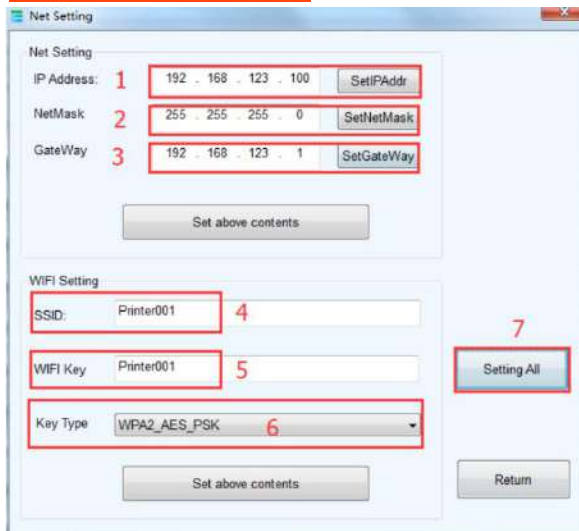 Net Setting
Net Setting
IP Address: 1 192 . 168 . 123 . 100 SetIPAddr
NetMask 2 255 . 255 . 255 . 0 SetNetMask
GateWay 3 192 . 168 . 123 . 1 SetGateWay
Set above contents
WIFI Setting
SSID: Printer001 4
7
WIFI Key Printer001 5 Setting All
Key Type WPA2_AES_PSK 6
Set above contents Return